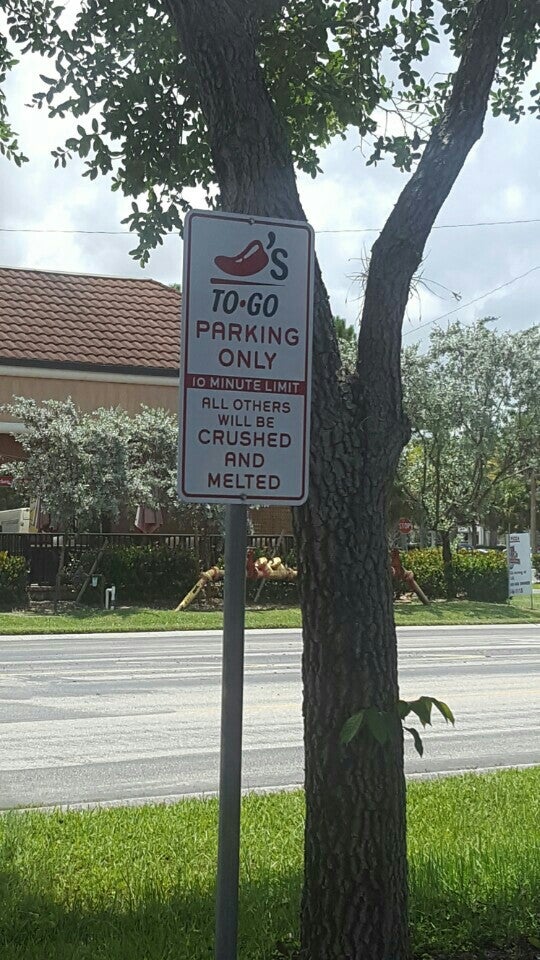 's
TO•GO
PARKING
ONLY
10 MINUTE LIMIT
ALL OTHERS
WILL BE
CRUSHED
AND
MELTED